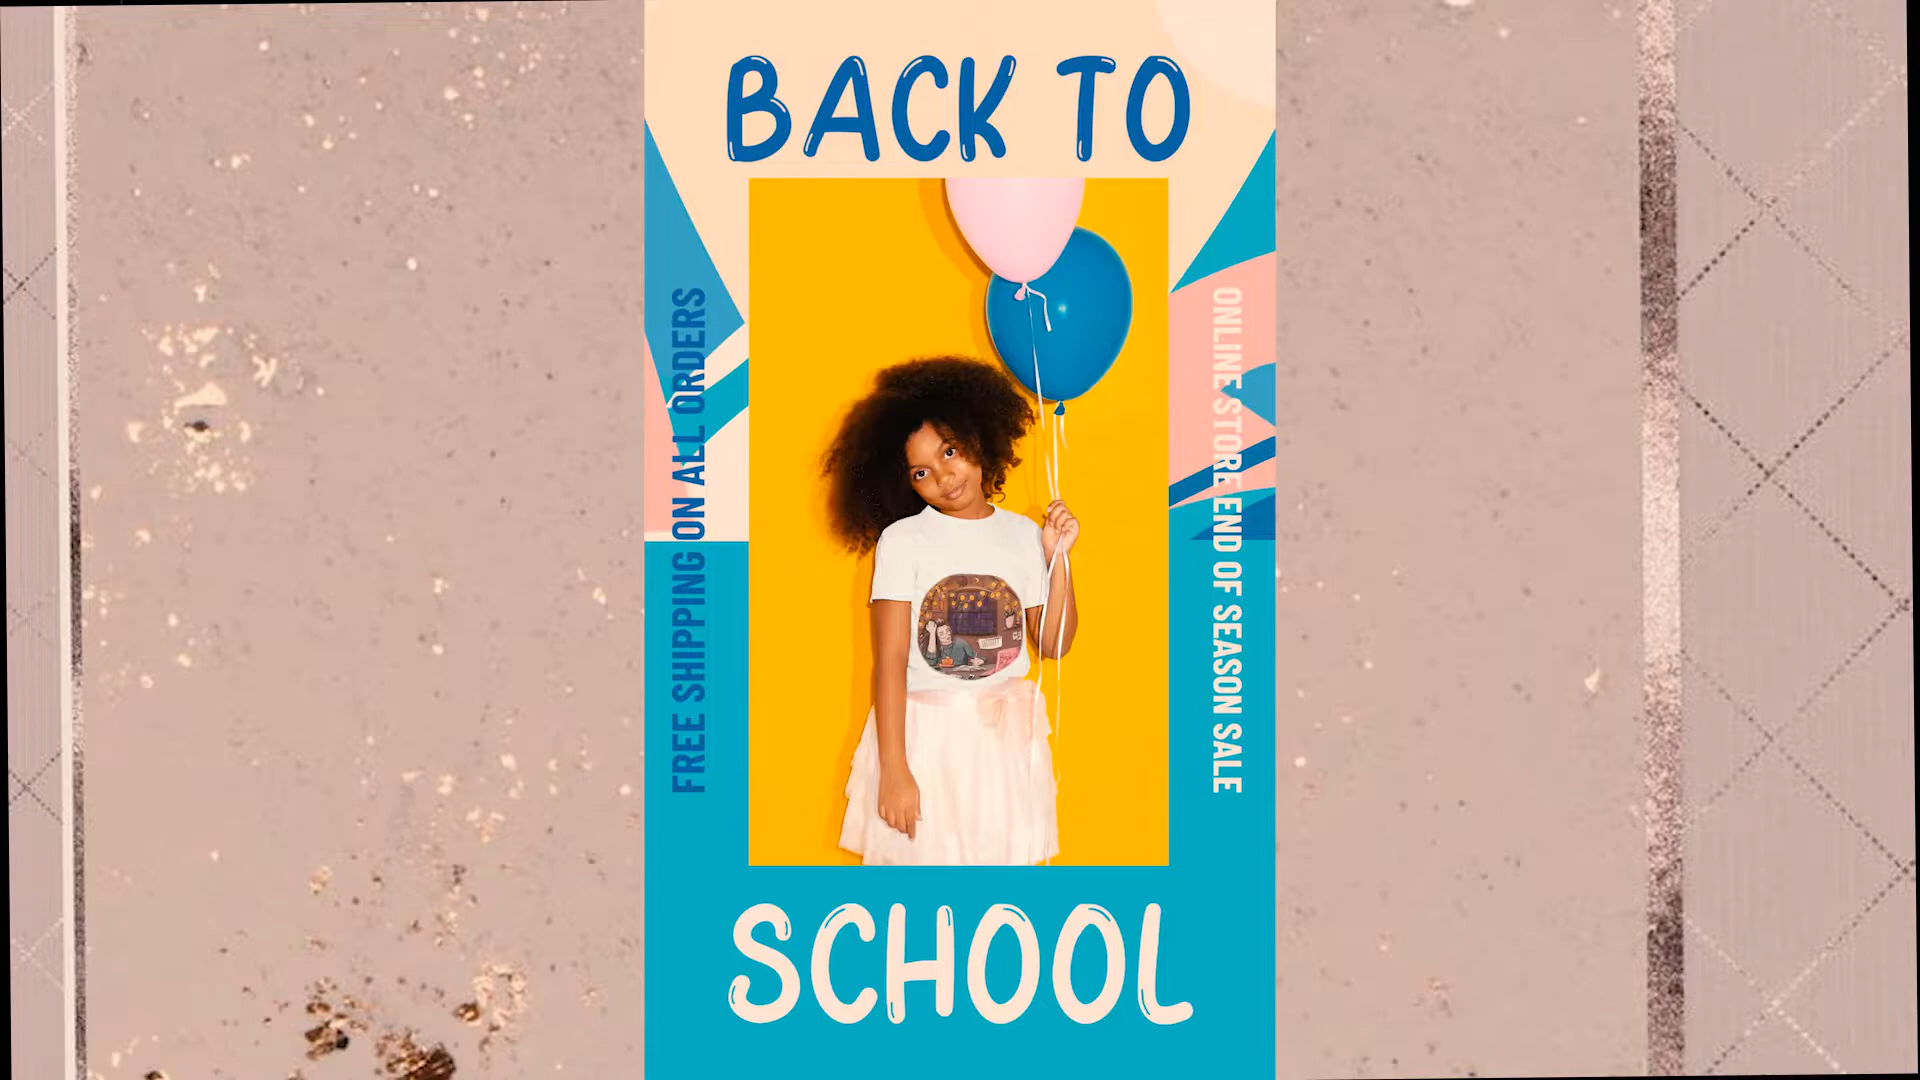 BACK TO
FREE SHIPPING ON ALL ORDERS
ONLINE STORE END OF SEASON SALE
SCHOOL